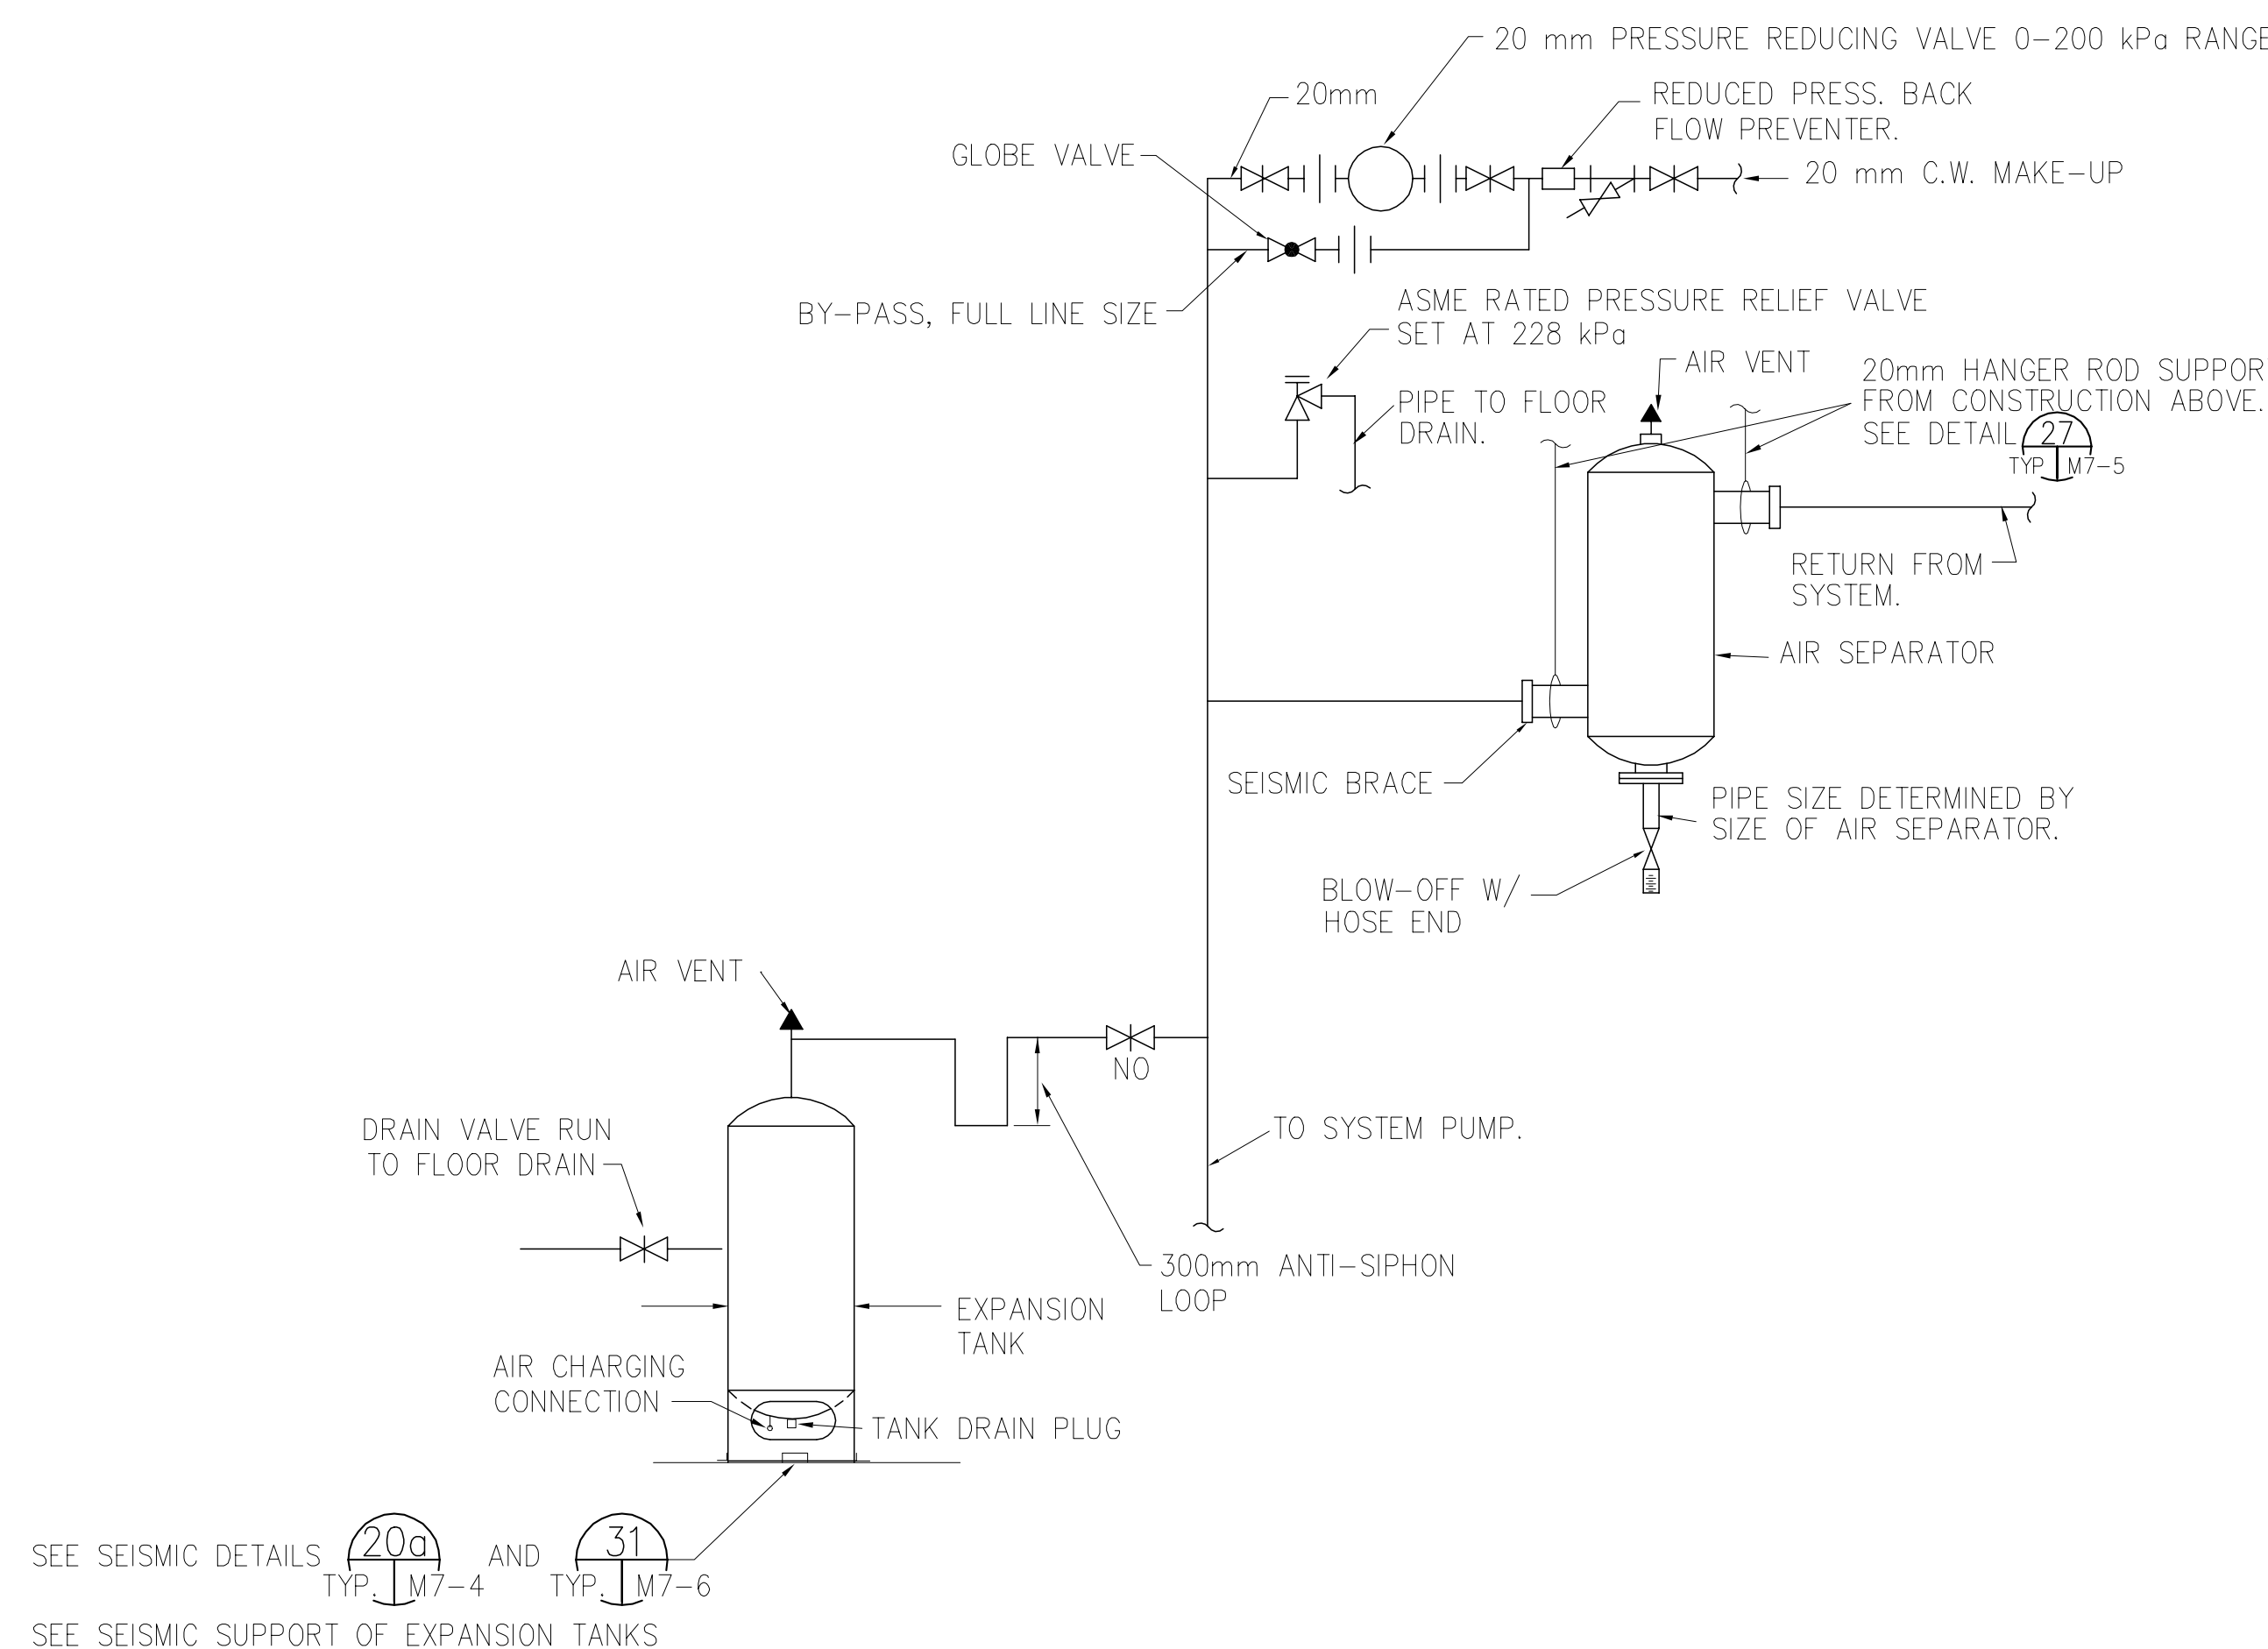 20 mm PRESSURE REDUCING VALVE 0-200 kPa RANGE
20mm
REDUCED PRESS. BACK
FLOW PREVENTER.
GLOBE VALVE
20 mm C.W. MAKE-UP
BY-PASS, FULL LINE SIZE
ASME RATED PRESSURE RELIEF VALVE
SET AT 228 kPa
AIR VENT
20mm HANGER ROD SUPPOR
FROM CONSTRUCTION ABOVE.
SEE DETAIL 27
TYP M7-5
PIPE TO FLOOR
DRAIN.
RETURN FROM
SYSTEM.
AIR SEPARATOR
SEISMIC BRACE
PIPE SIZE DETERMINED BY
SIZE OF AIR SEPARATOR.
BLOW-OFF W/
HOSE END
AIR VENT
NO
DRAIN VALVE RUN
TO FLOOR DRAIN
TO SYSTEM PUMP.
300mm ANTI-SIPHON
LOOP
EXPANSION
TANK
AIR CHARGING
CONNECTION
TANK DRAIN PLUG
SEE SEISMIC DETAILS 20a AND 31
TYP. M7-4 TYP. M7-6
SEE SEISMIC SUPPORT OF EXPANSION TANKS